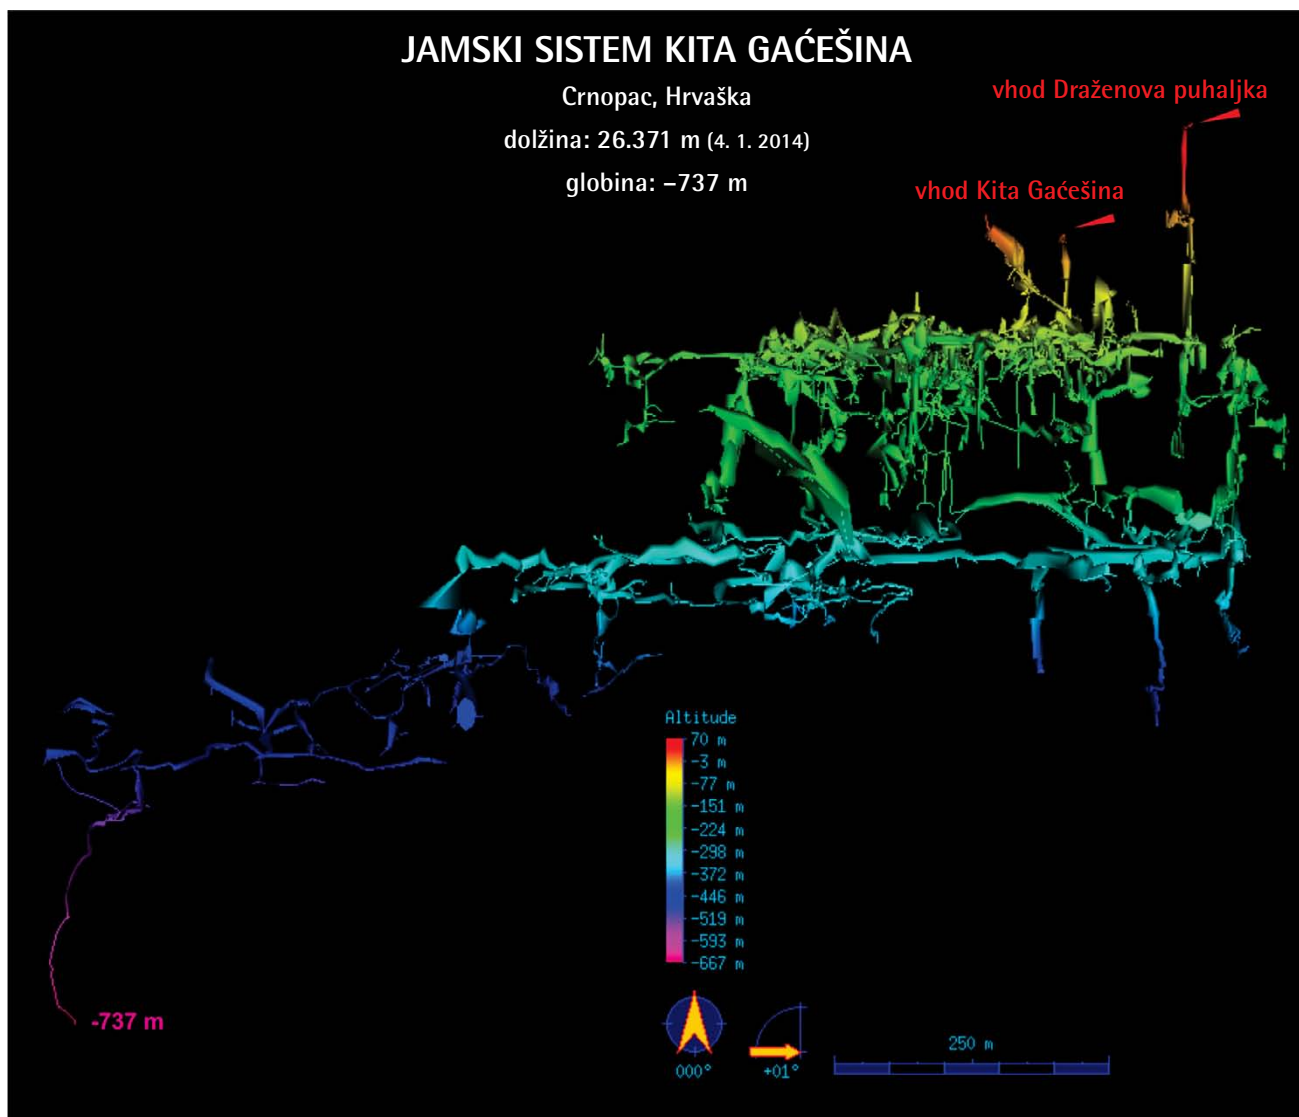 JAMSKI SISTEM KITA GAĆEŠINA
Crnopac, Hrvaška
dolžina: 26.371 m (4. 1. 2014)
globina: –737 m
vhod Draženova puhaljka
vhod Kita Gaćešina
Altitude
70 m
-3 m
-77 m
-151 m
-224 m
-298 m
-372 m
-446 m
-519 m
-593 m
-667 m
-737 m
000°
+01°
250 m